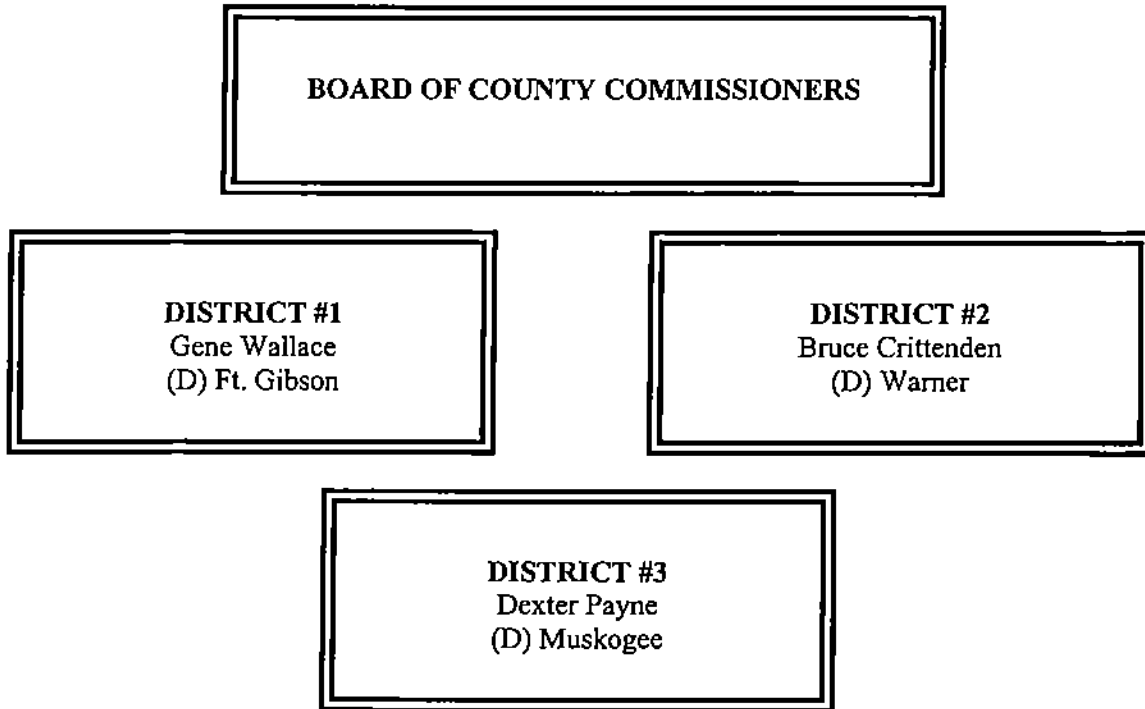 BOARD OF COUNTY COMMISSIONERS
DISTRICT #1
Gene Wallace
(D) Ft. Gibson
DISTRICT #2
Bruce Crittenden
(D) Warner
DISTRICT #3
Dexter Payne
(D) Muskogee